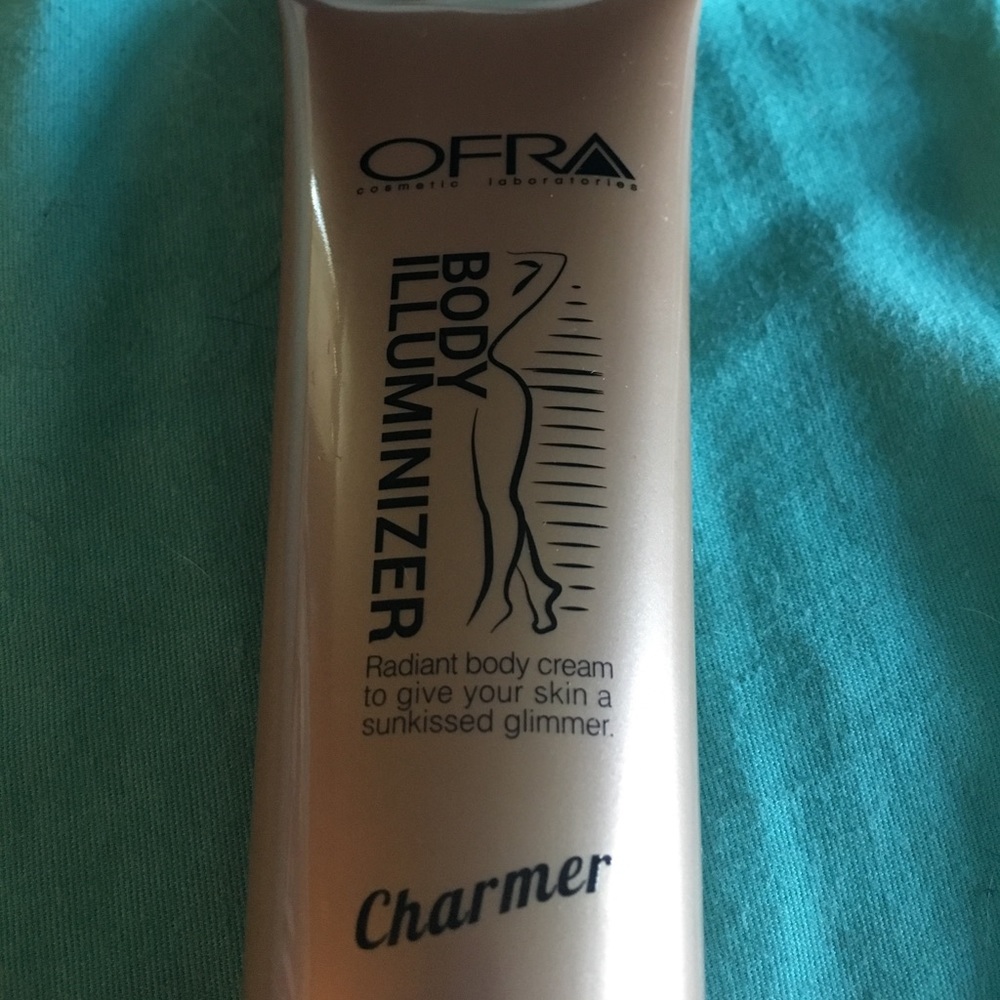 OFRA
cosmetic laboratories
BODY
ILLUMINIZER
Radiant body cream
to give your skin a
sunkissed glimmer.
Charmer